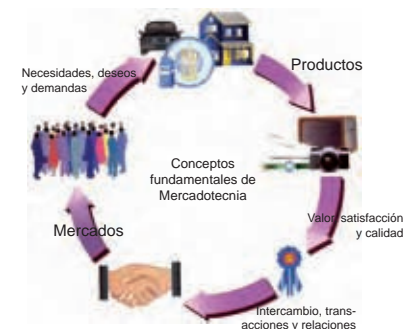 Necesidades, deseos
y demandas
Productos
Conceptos
fundamentales de
Mercadotecnia
Valor, satisfacción
y calidad
Mercados
Intercambio, trans-
acciones y relaciones